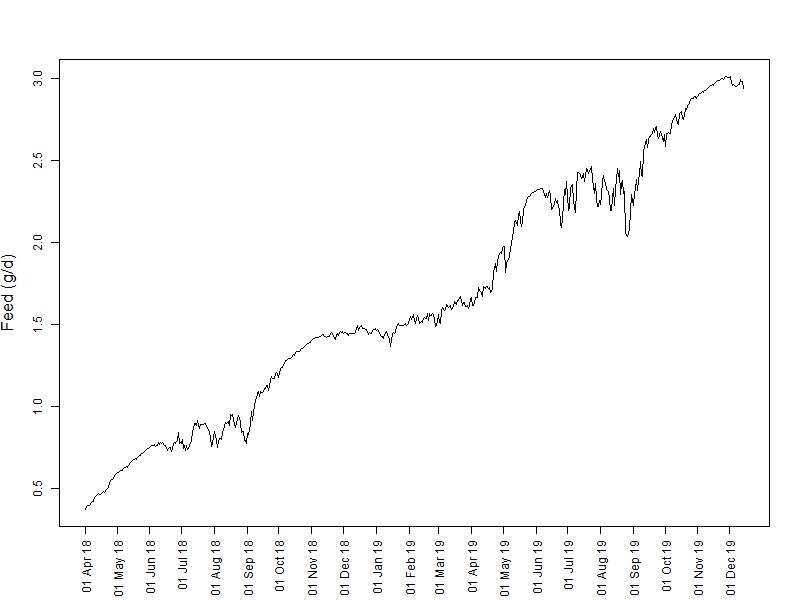 Feed (g/d)
3.0
2.5
2.0
1.5
1.0
0.5
01 Apr 18
01 May 18
01 Jun 18
01 Jul 18
01 Aug 18
01 Sep 18
01 Oct 18
01 Nov 18
01 Dec 18
01 Jan 19
01 Feb 19
01 Mar 19
01 Apr 19
01 May 19
01 Jun 19
01 Jul 19
01 Aug 19
01 Sep 19
01 Oct 19
01 Nov 19
01 Dec 19